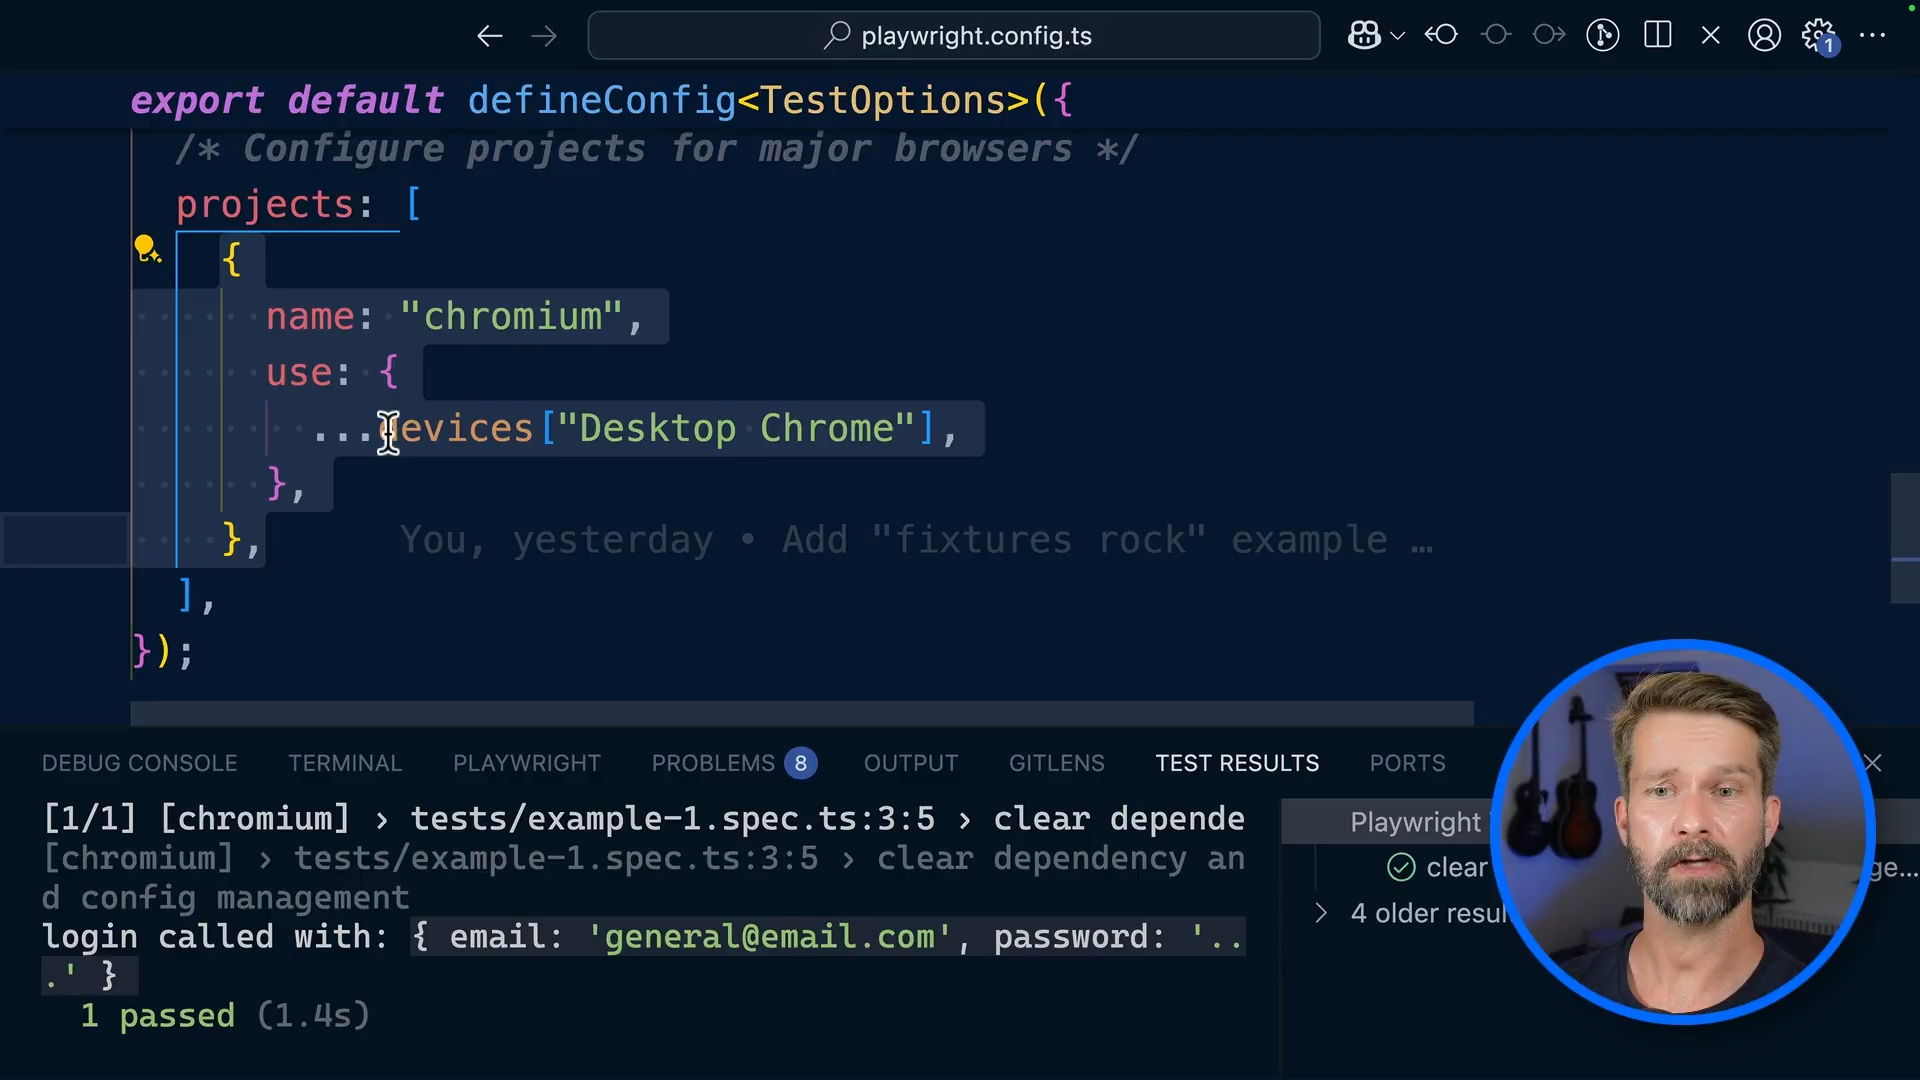 playwright.config.ts
1
export default defineConfig<TestOptions>({
/* Configure projects for major browsers */
projects: [
{
name: "chromium",
use: {
...devices["Desktop Chrome"],
},
},
You, yesterday • Add "fixtures rock" example …
],
});
DEBUG CONSOLE TERMINAL PLAYWRIGHT PROBLEMS 8 OUTPUT GITLENS TEST RESULTS PORTS
[1/1] [chromium] › tests/example-1.spec.ts:3:5 › clear depende
[chromium] › tests/example-1.spec.ts:3:5 › clear dependency an
d config management
login called with: { email: 'general@email.com', password: '..
.' }
1 passed (1.4s)
Playwright
clear ge...
4 older resul